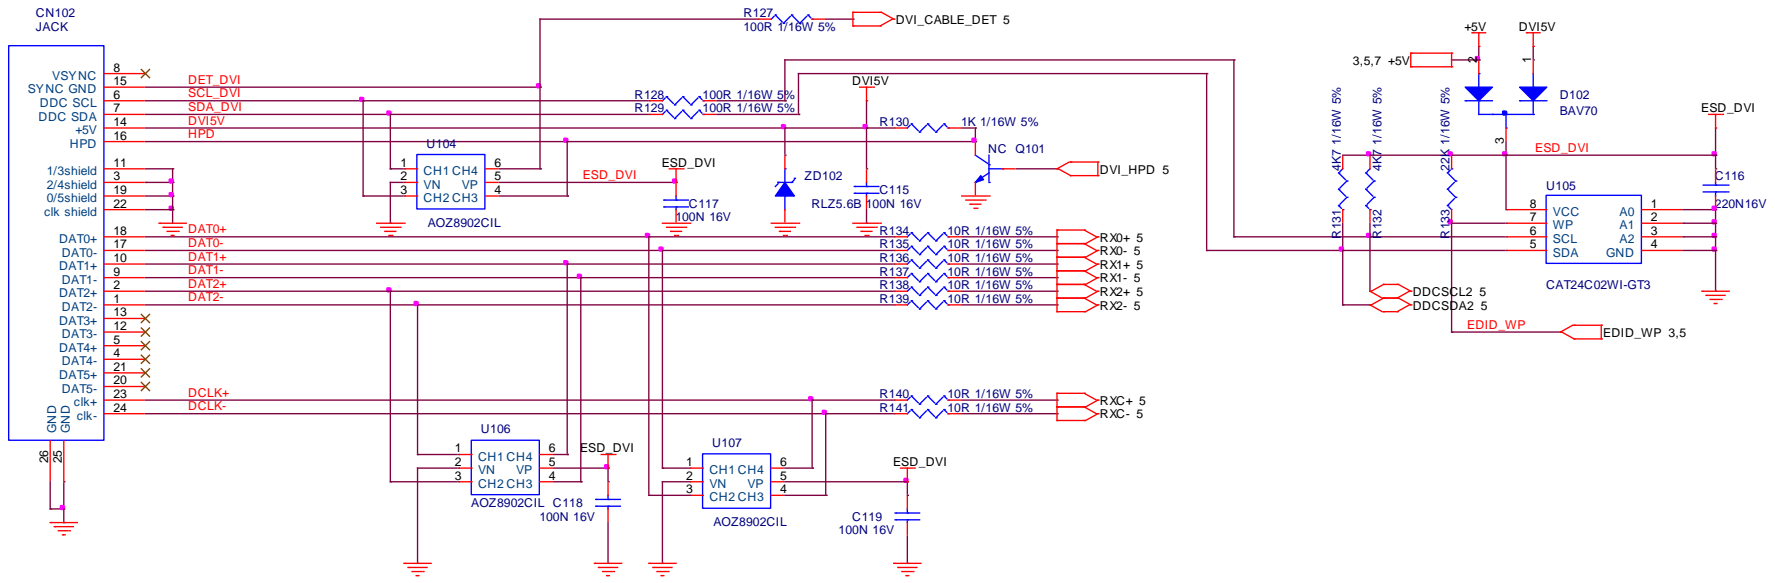 CN102
JACK
VSYNC 8
SYNC GND 15 DET_DVI
DDC SCL 6 SCL_DVI
DDC SDA 7 SDA_DVI
+5V 14 DVI5V
HPD 16 HPD
1/3shield 11
2/4shield 3
0/5shield 19
clk shield 22
DAT0+ 18 DAT0+
DAT0- 17 DAT0-
DAT1+ 10 DAT1+
DAT1- 9 DAT1-
DAT2+ 2 DAT2+
DAT2- 1 DAT2-
DAT3+ 13
DAT3- 12
DAT4+ 5
DAT4- 4
DAT5+ 21
DAT5- 20
clk+ 23 DCLK+
clk- 24 DCLK-
GND GND
26 25
R127
100R 1/16W 5%
DVI_CABLE_DET 5
R128 100R 1/16W 5%
R129 100R 1/16W 5%
DVI5V
R130 1K 1/16W 5%
NC Q101
DVI_HPD 5
U104
1 CH1 CH4 6
2 VN VP 5
3 CH2 CH3 4
AOZ8902CIL
ESD_DVI
ESD_DVI
C117
100N 16V
ZD102
RLZ5.6B
C115
100N 16V
R134 10R 1/16W 5% RX0+ 5
R135 10R 1/16W 5% RX0- 5
R136 10R 1/16W 5% RX1+ 5
R137 10R 1/16W 5% RX1- 5
R138 10R 1/16W 5% RX2+ 5
R139 10R 1/16W 5% RX2- 5
R140 10R 1/16W 5% RXC+ 5
R141 10R 1/16W 5% RXC- 5
U106
1 CH1 CH4 6
2 VN VP 5
3 CH2 CH3 4
AOZ8902CIL
ESD_DVI
C118
100N 16V
U107
1 CH1 CH4 6
2 VN VP 5
3 CH2 CH3 4
AOZ8902CIL
ESD_DVI
C119
100N 16V
+5V DVI5V
3,5,7 +5V
2 1
D102
BAV70
3
ESD_DVI
ESD_DVI
R131 4K7 1/16W 5%
R132 4K7 1/16W 5%
R133 22K 1/16W 5%
U105
8 VCC A0 1
7 WP A1 2
6 SCL A2 3
5 SDA GND 4
CAT24C02WI-GT3
C116
220N16V
DDCSCL2 5
DDCSDA2 5
EDID_WP
EDID_WP 3,5